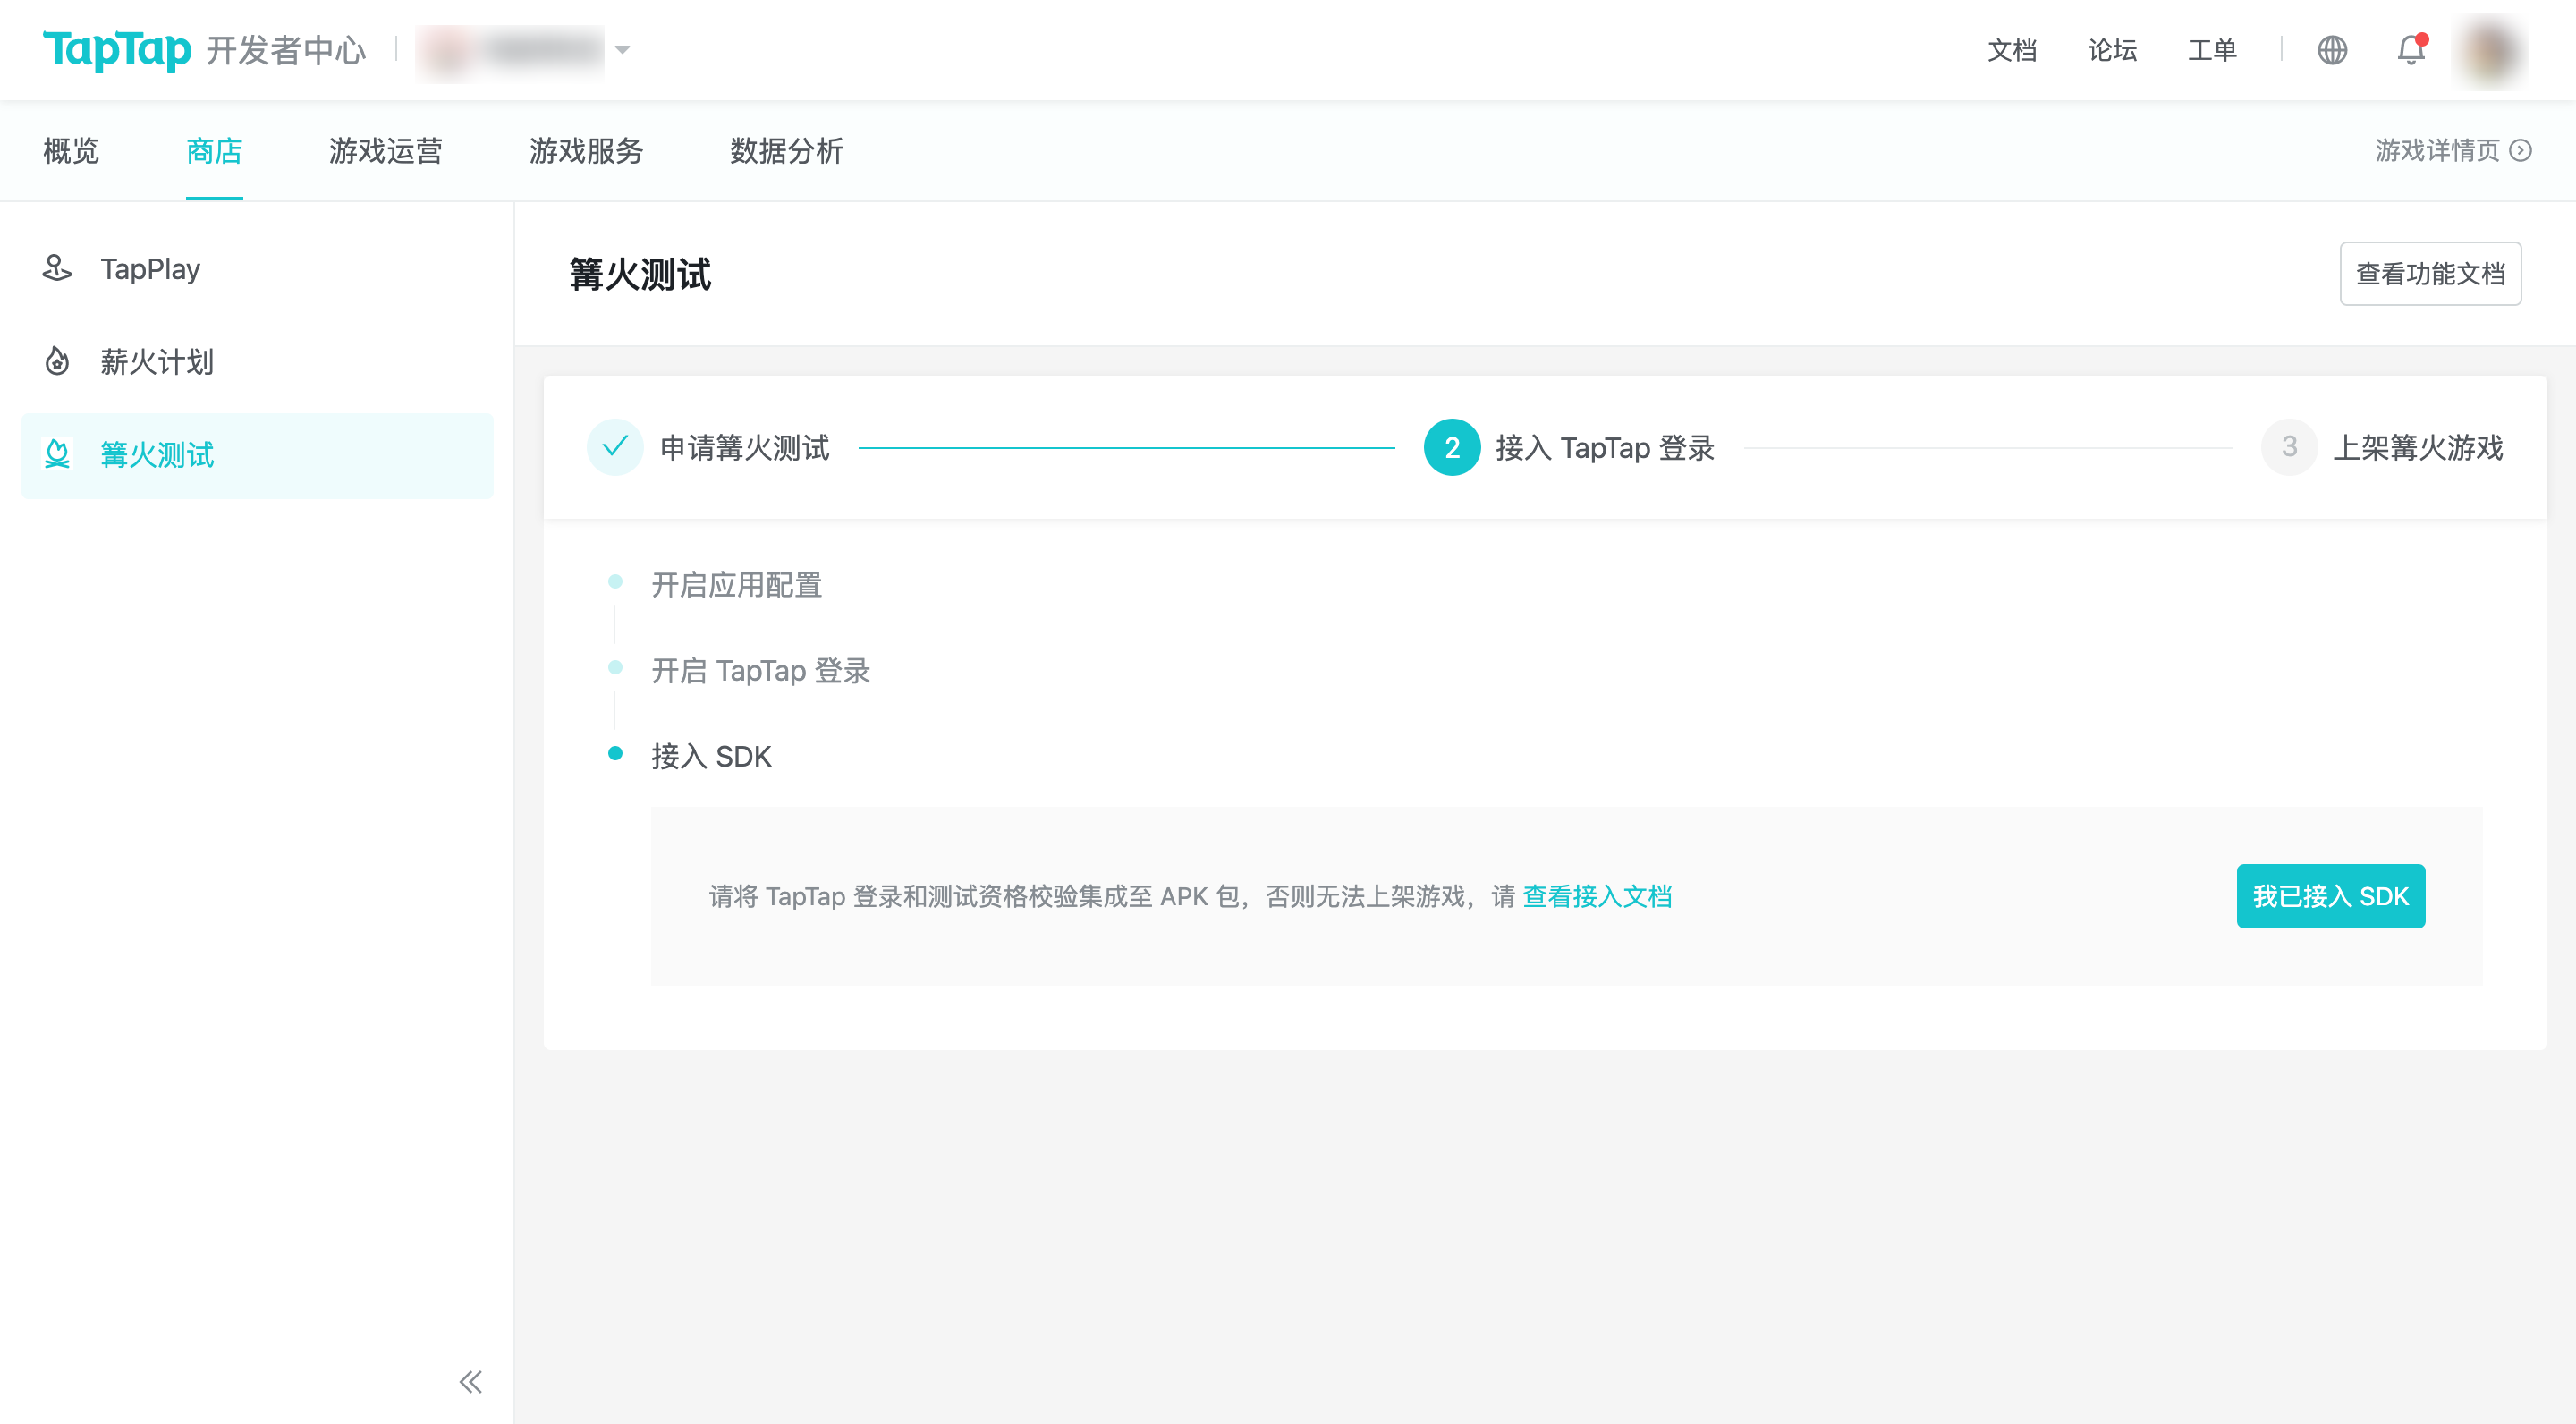 TapTap 开发者中心
文档 论坛 工单
概览 商店 游戏运营 游戏服务 数据分析 游戏详情页
TapPlay
薪火计划
篝火测试
篝火测试
查看功能文档
申请篝火测试 2 接入 TapTap 登录 3 上架篝火游戏
开启应用配置
开启 TapTap 登录
接入 SDK
请将 TapTap 登录和测试资格校验集成至 APK 包，否则无法上架游戏，请 查看接入文档
我已接入 SDK